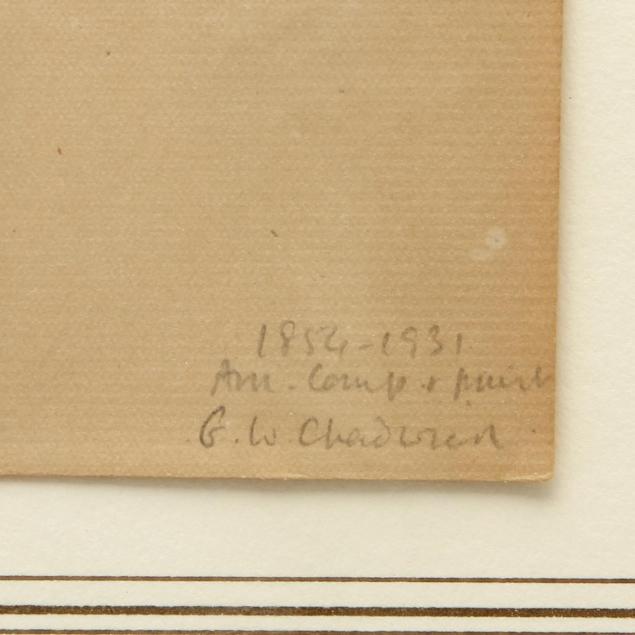 1854-1931
Am. Comp. & paint
G. W. Chadwick